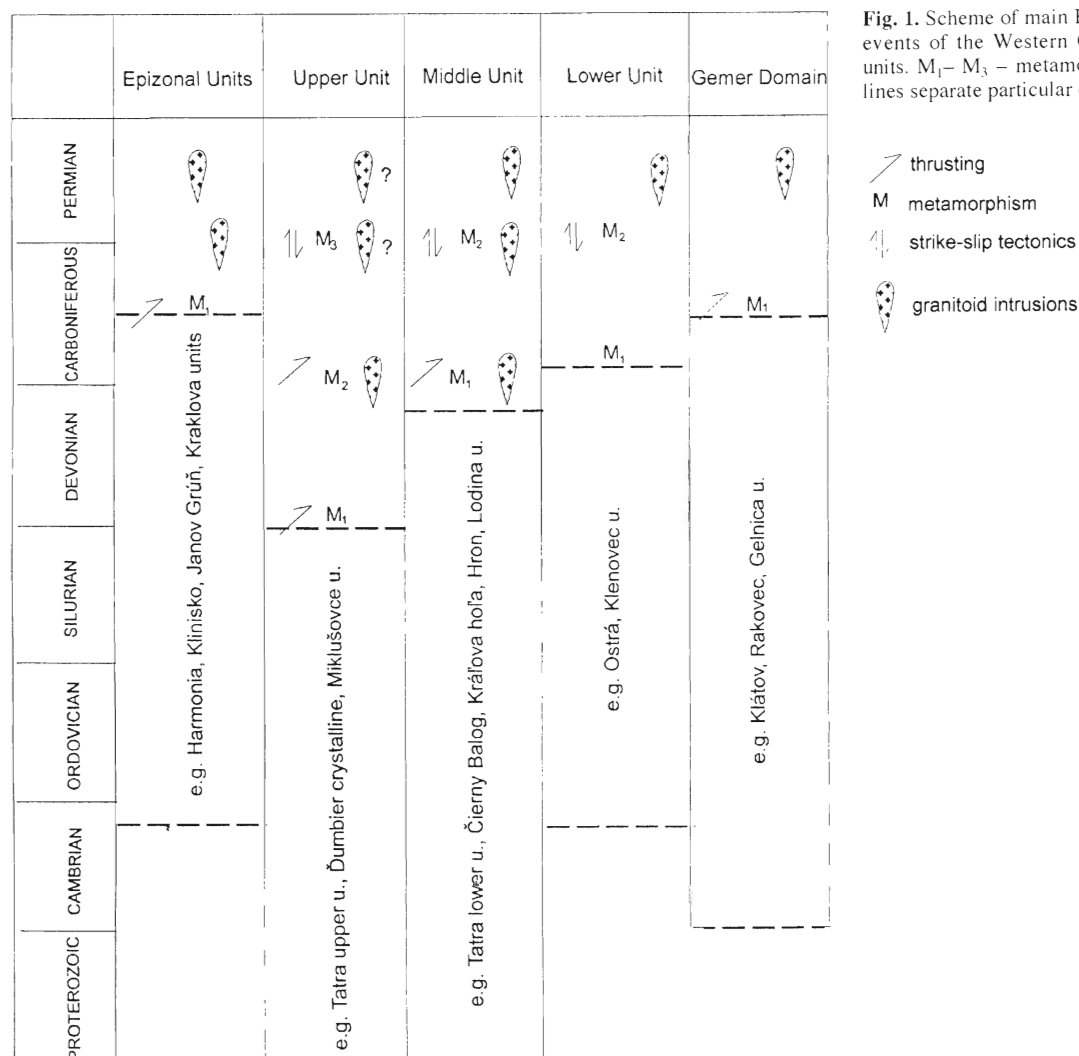 Fig. 1. Scheme of main
events of the Western
units. M₁– M₃ – metamo
lines separate particular
Epizonal Units
Upper Unit
Middle Unit
Lower Unit
Gemer Domain
thrusting
M metamorphism
strike-slip tectonics
granitoid intrusions
PERMIAN
?
CARBONIFEROUS
M₃ ?
M₂
M₂
M₁
M₁
M₁
M₂
M₁
DEVONIAN
M₁
SILURIAN
ORDOVICIAN
CAMBRIAN
PROTEROZOIC
e.g. Harmonia, Klinisko, Janov Grúň, Kraklova units
e.g. Tatra upper u., Ďumbier crystalline, Miklušovce u.
e.g. Tatra lower u., Čierny Balog, Kráľova hoľa, Hron, Lodina u.
e.g. Ostrá, Klenovec u.
e.g. Klátov, Rakovec, Gelnica u.